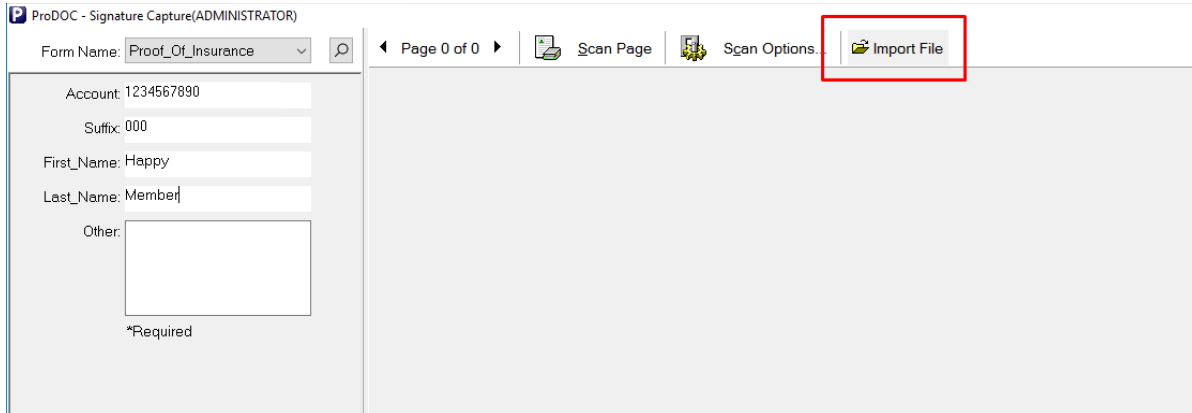 ProDOC - Signature Capture(ADMINISTRATOR)
Form Name: Proof_Of_Insurance
Page 0 of 0 Scan Page Scan Options... Import File
Account: 1234567890
Suffix: 000
First_Name: Happy
Last_Name: Member
Other:
*Required